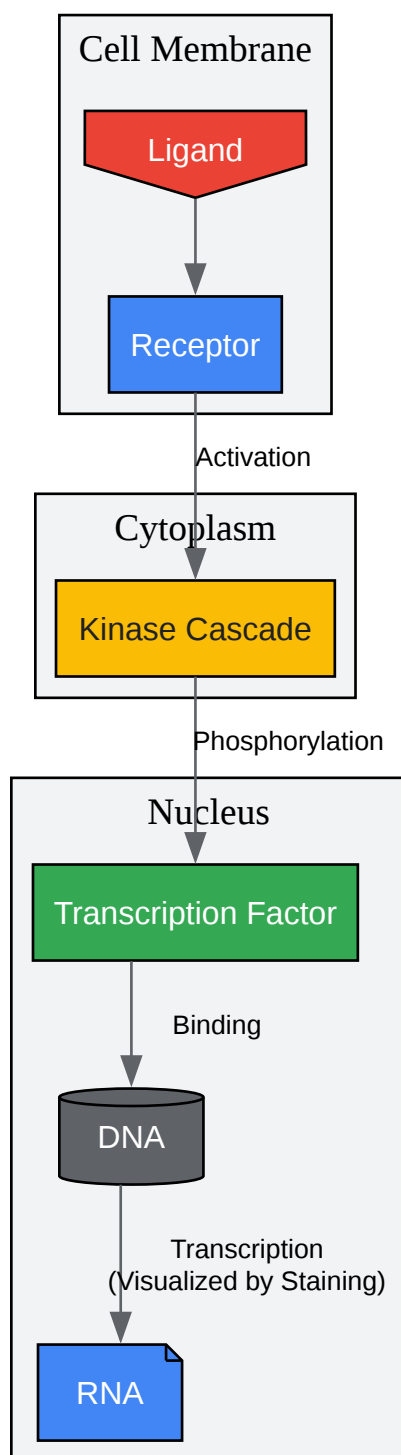 Cell Membrane
Ligand
Receptor
Activation
Cytoplasm
Kinase Cascade
Phosphorylation
Nucleus
Transcription Factor
Binding
DNA
Transcription
(Visualized by Staining)
RNA